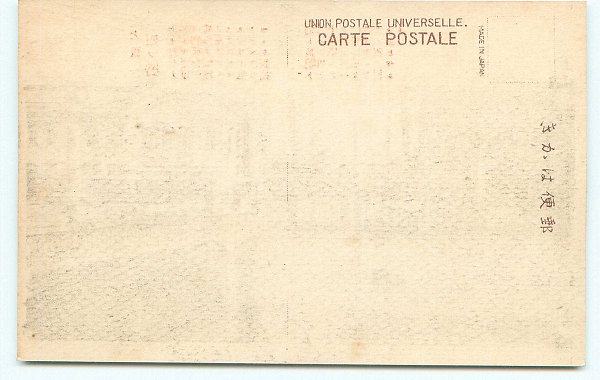 UNION POSTALE UNIVERSELLE.
CARTE POSTALE
MADE IN JAPAN
郵便はかき